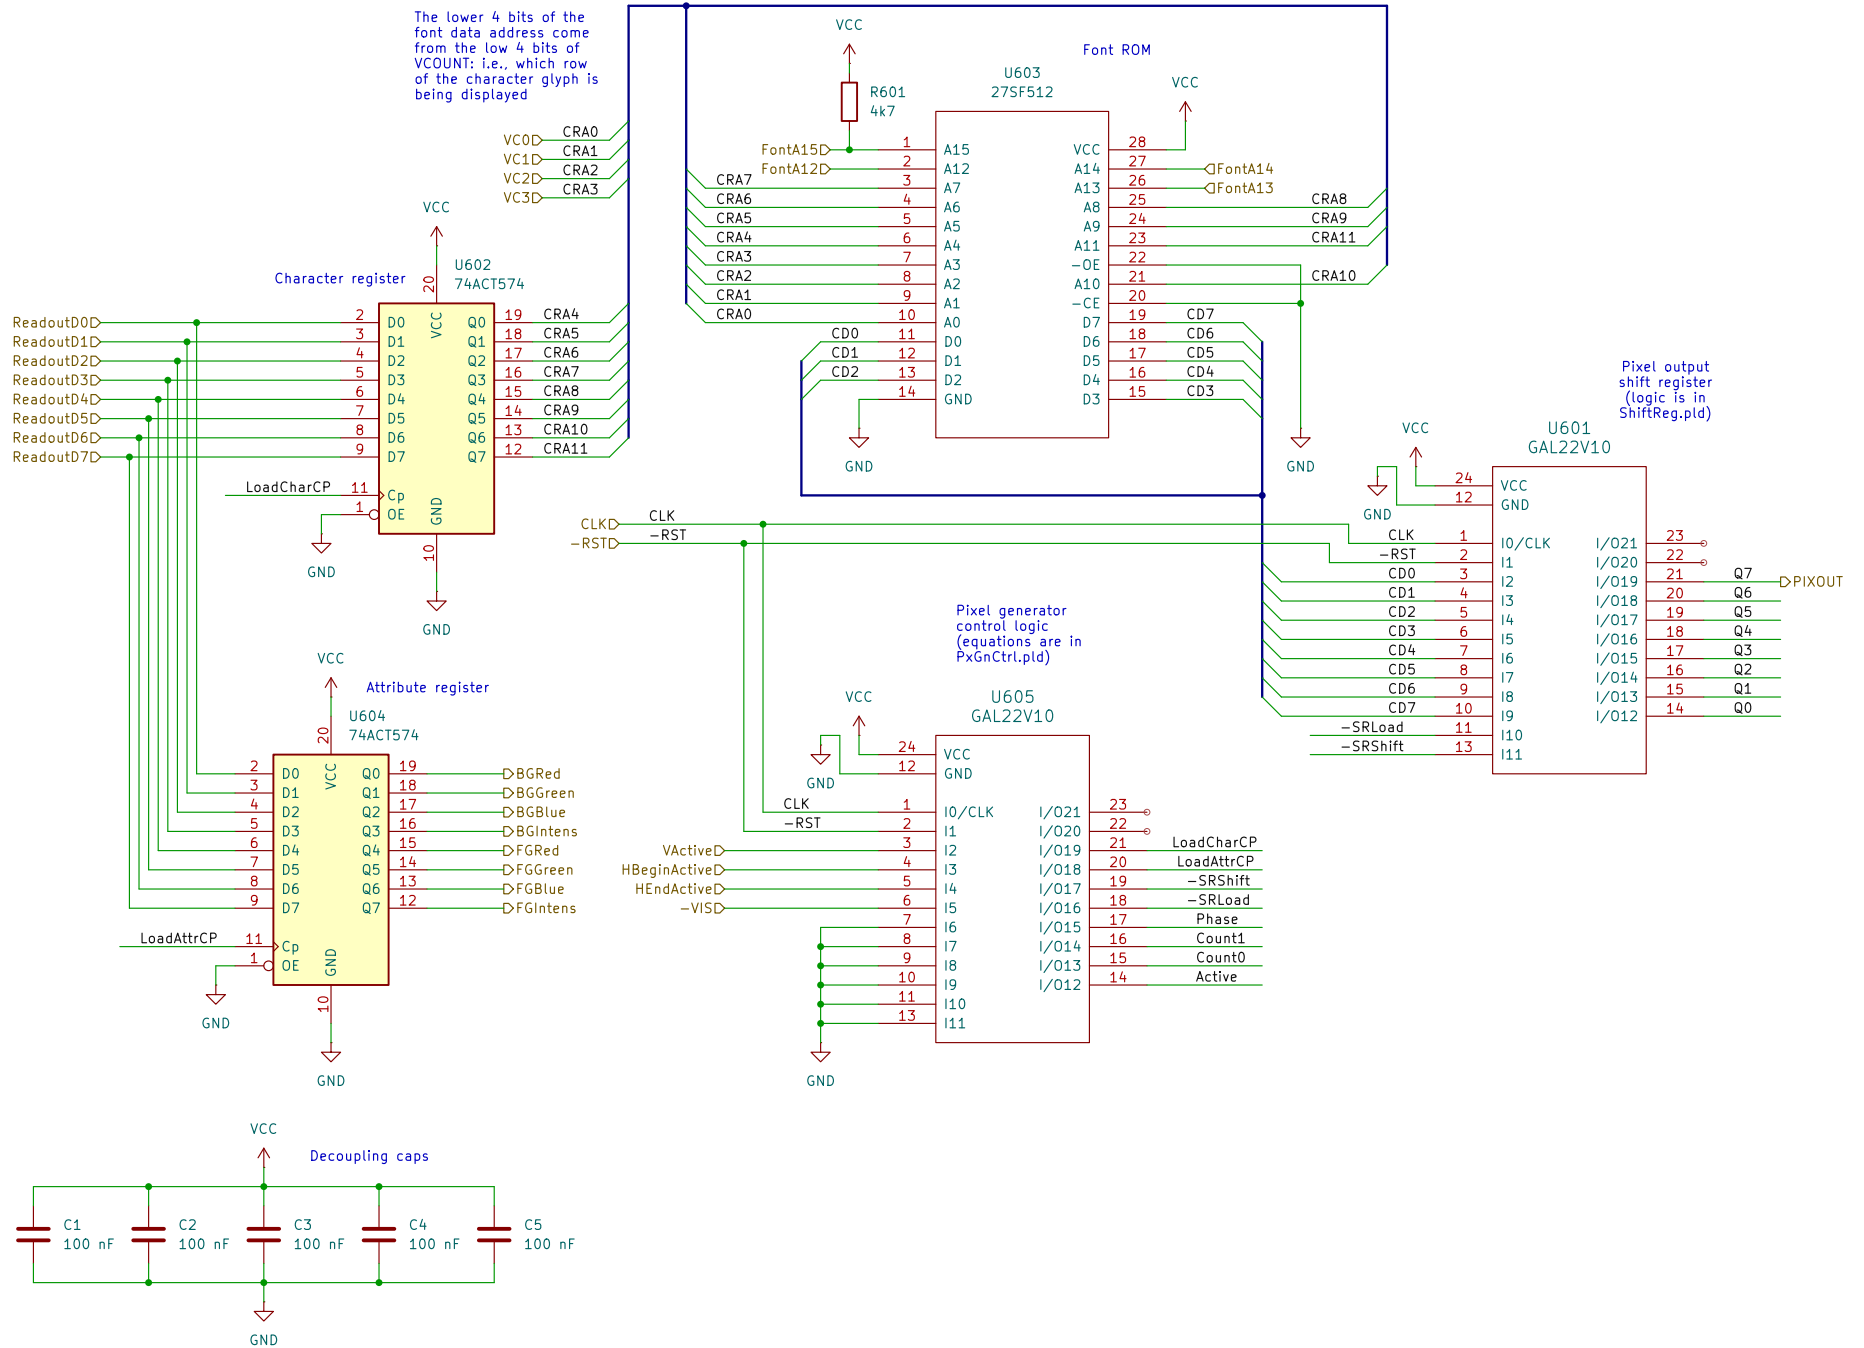 The lower 4 bits of the
font data address come
from the low 4 bits of
VCOUNT: i.e., which row
of the character glyph is
being displayed
VC0 CRA0
VC1 CRA1
VC2 CRA2
VC3 CRA3
VCC
R601
4k7
Font ROM
U603
27SF512
VCC
FontA15 1 A15 VCC 28
FontA12 2 A12 A14 27 FontA14
CRA7 3 A7 A13 26 FontA13
CRA6 4 A6 A8 25 CRA8
CRA5 5 A5 A9 24 CRA9
CRA4 6 A4 A11 23 CRA11
CRA3 7 A3 -OE 22
CRA2 8 A2 A10 21 CRA10
CRA1 9 A1 -CE 20
CRA0 10 A0 D7 19 CD7
CD0 11 D0 D6 18 CD6
CD1 12 D1 D5 17 CD5
CD2 13 D2 D4 16 CD4
14 GND D3 15 CD3
GND
GND
VCC
Character register
U602
74ACT574
20
VCC
ReadoutD0 2 D0 Q0 19 CRA4
ReadoutD1 3 D1 Q1 18 CRA5
ReadoutD2 4 D2 Q2 17 CRA6
ReadoutD3 5 D3 Q3 16 CRA7
ReadoutD4 6 D4 Q4 15 CRA8
ReadoutD5 7 D5 Q5 14 CRA9
ReadoutD6 8 D6 Q6 13 CRA10
ReadoutD7 9 D7 Q7 12 CRA11
LoadCharCP 11 Cp
1 OE
GND
10
GND
GND
CLK CLK
-RST -RST
Pixel output
shift register
(logic is in
ShiftReg.pld)
U601
GAL22V10
VCC
GND
24 VCC
12 GND
CLK 1 I0/CLK I/O21 23
-RST 2 I1 I/O20 22
CD0 3 I2 I/O19 21 Q7 PIXOUT
CD1 4 I3 I/O18 20 Q6
CD2 5 I4 I/O17 19 Q5
CD3 6 I5 I/O16 18 Q4
CD4 7 I6 I/O15 17 Q3
CD5 8 I7 I/O14 16 Q2
CD6 9 I8 I/O13 15 Q1
CD7 10 I9 I/O12 14 Q0
-SRLoad 11 I10
-SRShift 13 I11
VCC
Attribute register
U604
74ACT574
20
VCC
2 D0 Q0 19 BGRed
3 D1 Q1 18 BGGreen
4 D2 Q2 17 BGBlue
5 D3 Q3 16 BGIntens
6 D4 Q4 15 FGRed
7 D5 Q5 14 FGGreen
8 D6 Q6 13 FGBlue
9 D7 Q7 12 FGIntens
LoadAttrCP 11 Cp
1 OE
GND
10
GND
GND
Pixel generator
control logic
(equations are in
PxGnCtrl.pld)
U605
GAL22V10
VCC
GND
24 VCC
12 GND
CLK 1 I0/CLK I/O21 23
-RST 2 I1 I/O20 22
VActive 3 I2 I/O19 21 LoadCharCP
HBeginActive 4 I3 I/O18 20 LoadAttrCP
HEndActive 5 I4 I/O17 19 -SRShift
-VIS 6 I5 I/O16 18 -SRLoad
7 I6 I/O15 17 Phase
8 I7 I/O14 16 Count1
9 I8 I/O13 15 Count0
10 I9 I/O12 14 Active
11 I10
13 I11
GND
VCC
Decoupling caps
C1 C2 C3 C4 C5
100 nF 100 nF 100 nF 100 nF 100 nF
GND